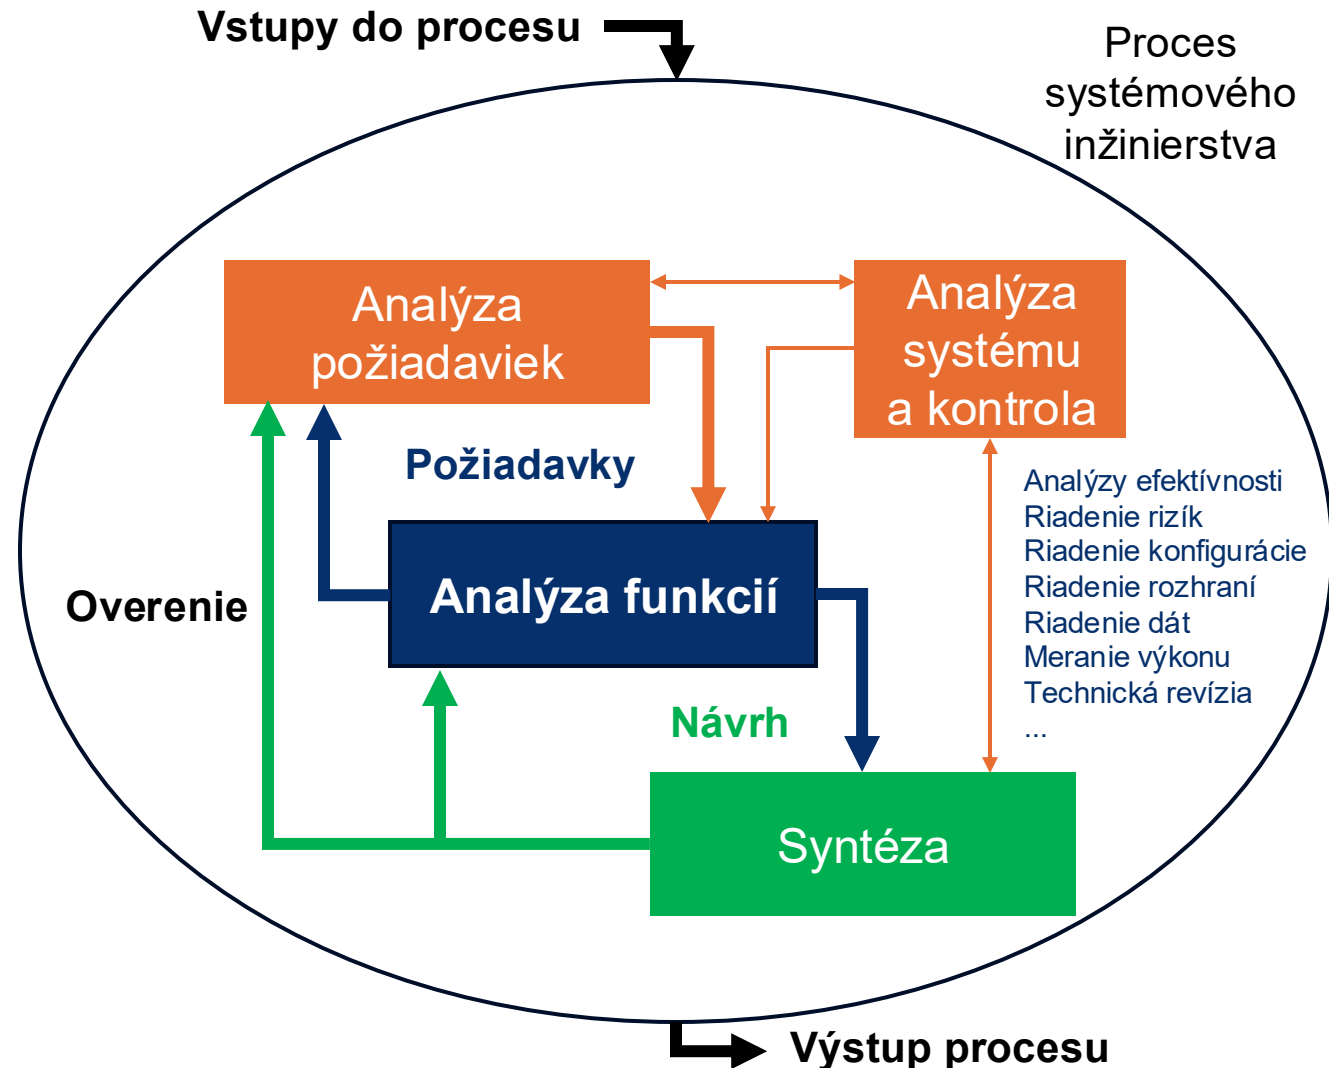 Vstupy do procesu
Proces
systémového
inžinierstva
Analýza
požiadaviek
Analýza
systému
a kontrola
Požiadavky
Analýzy efektívnosti
Riadenie rizík
Riadenie konfigurácie
Riadenie rozhraní
Riadenie dát
Meranie výkonu
Technická revízia
...
Analýza funkcií
Overenie
Návrh
Syntéza
Výstup procesu